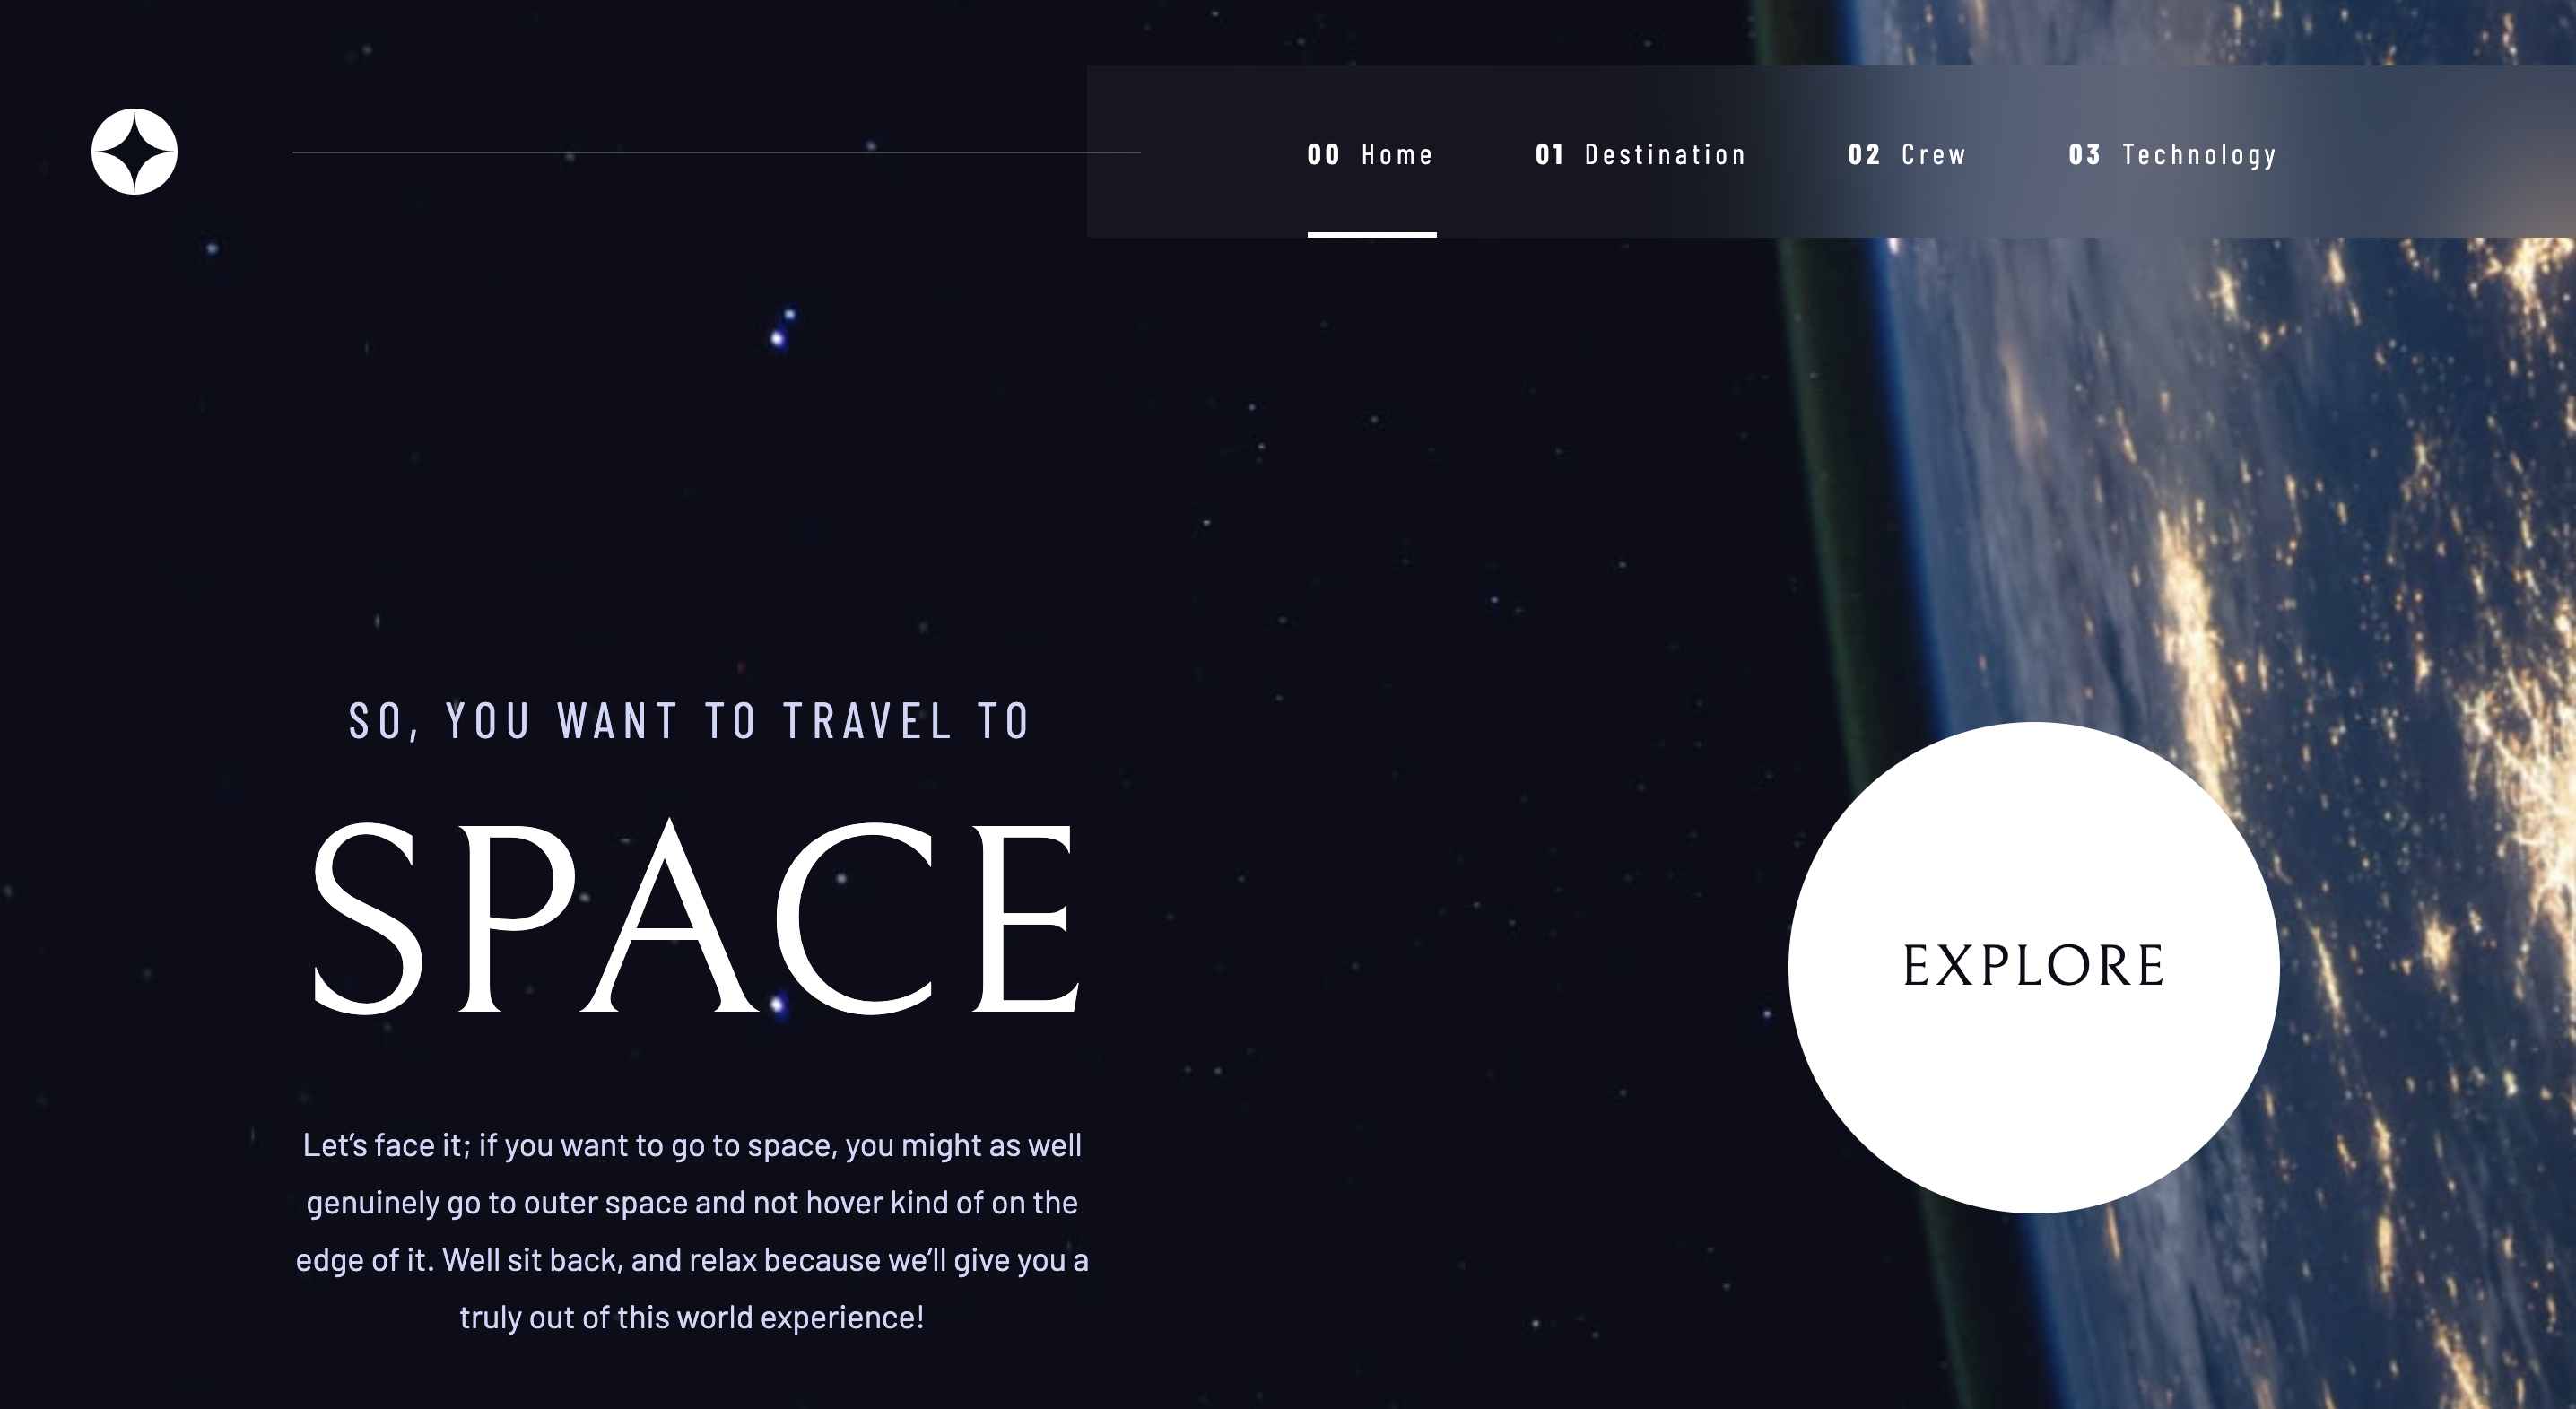 00 Home 01 Destination 02 Crew 03 Technology
SO, YOU WANT TO TRAVEL TO
SPACE
EXPLORE
Let’s face it; if you want to go to space, you might as well
genuinely go to outer space and not hover kind of on the
edge of it. Well sit back, and relax because we’ll give you a
truly out of this world experience!